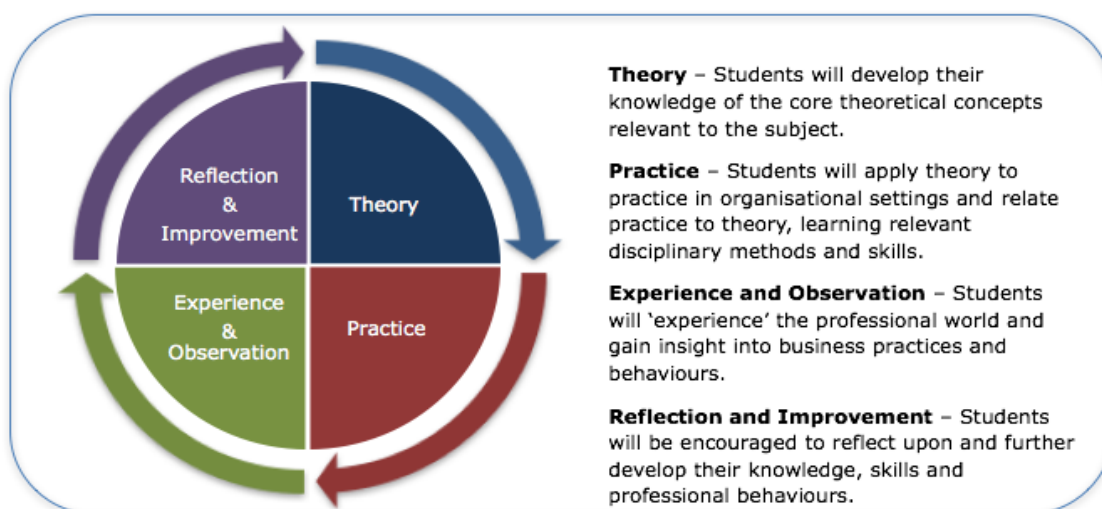 Reflection
&
Improvement
Theory
Experience
&
Observation
Practice
Theory – Students will develop their
knowledge of the core theoretical concepts
relevant to the subject.
Practice – Students will apply theory to
practice in organisational settings and relate
practice to theory, learning relevant
disciplinary methods and skills.
Experience and Observation – Students
will ‘experience’ the professional world and
gain insight into business practices and
behaviours.
Reflection and Improvement – Students
will be encouraged to reflect upon and further
develop their knowledge, skills and
professional behaviours.